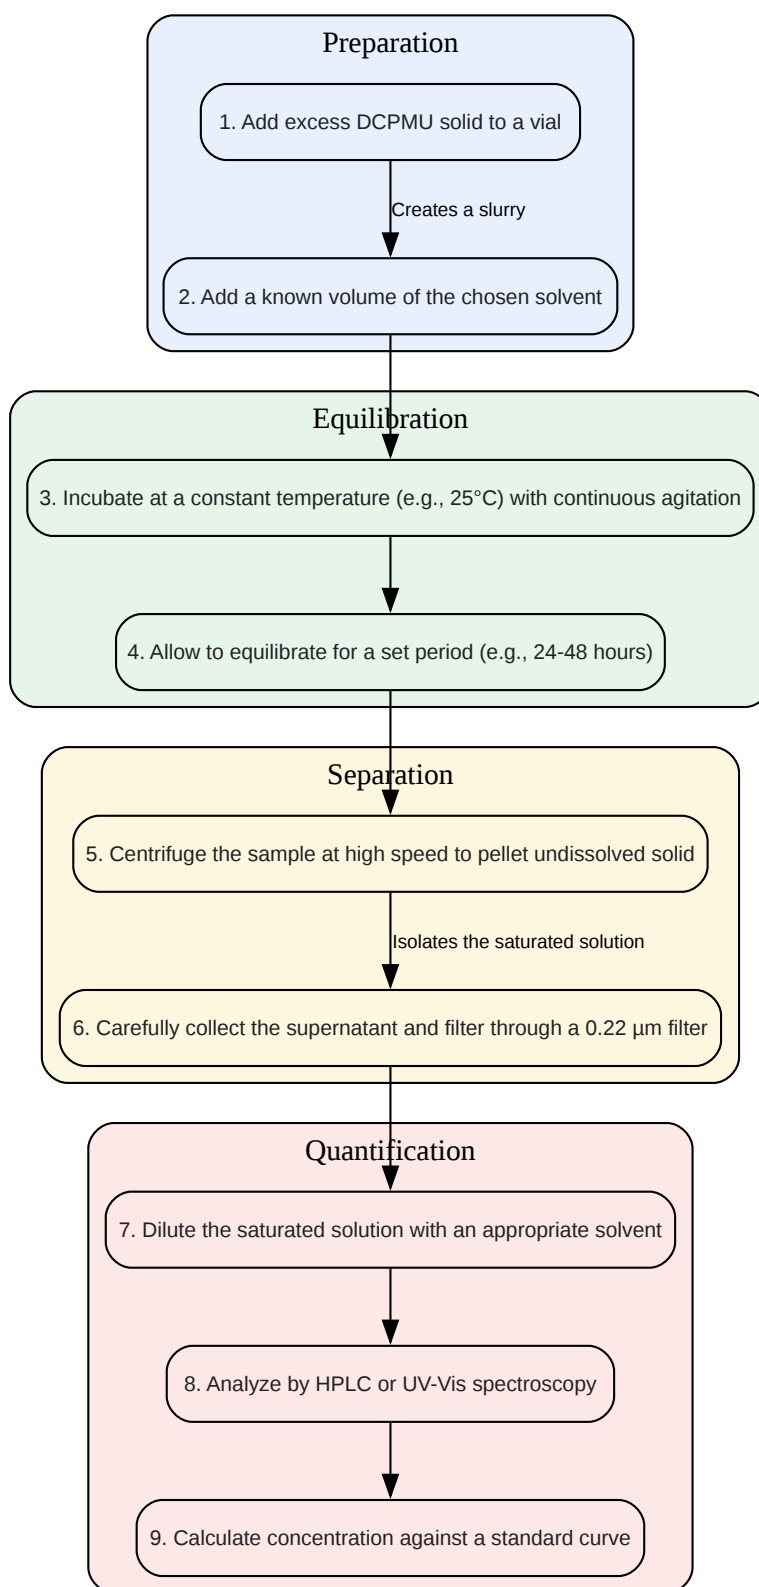 Preparation
1. Add excess DCPMU solid to a vial
Creates a slurry
2. Add a known volume of the chosen solvent
Equilibration
3. Incubate at a constant temperature (e.g., 25°C) with continuous agitation
4. Allow to equilibrate for a set period (e.g., 24-48 hours)
Separation
5. Centrifuge the sample at high speed to pellet undissolved solid
Isolates the saturated solution
6. Carefully collect the supernatant and filter through a 0.22 µm filter
Quantification
7. Dilute the saturated solution with an appropriate solvent
8. Analyze by HPLC or UV-Vis spectroscopy
9. Calculate concentration against a standard curve